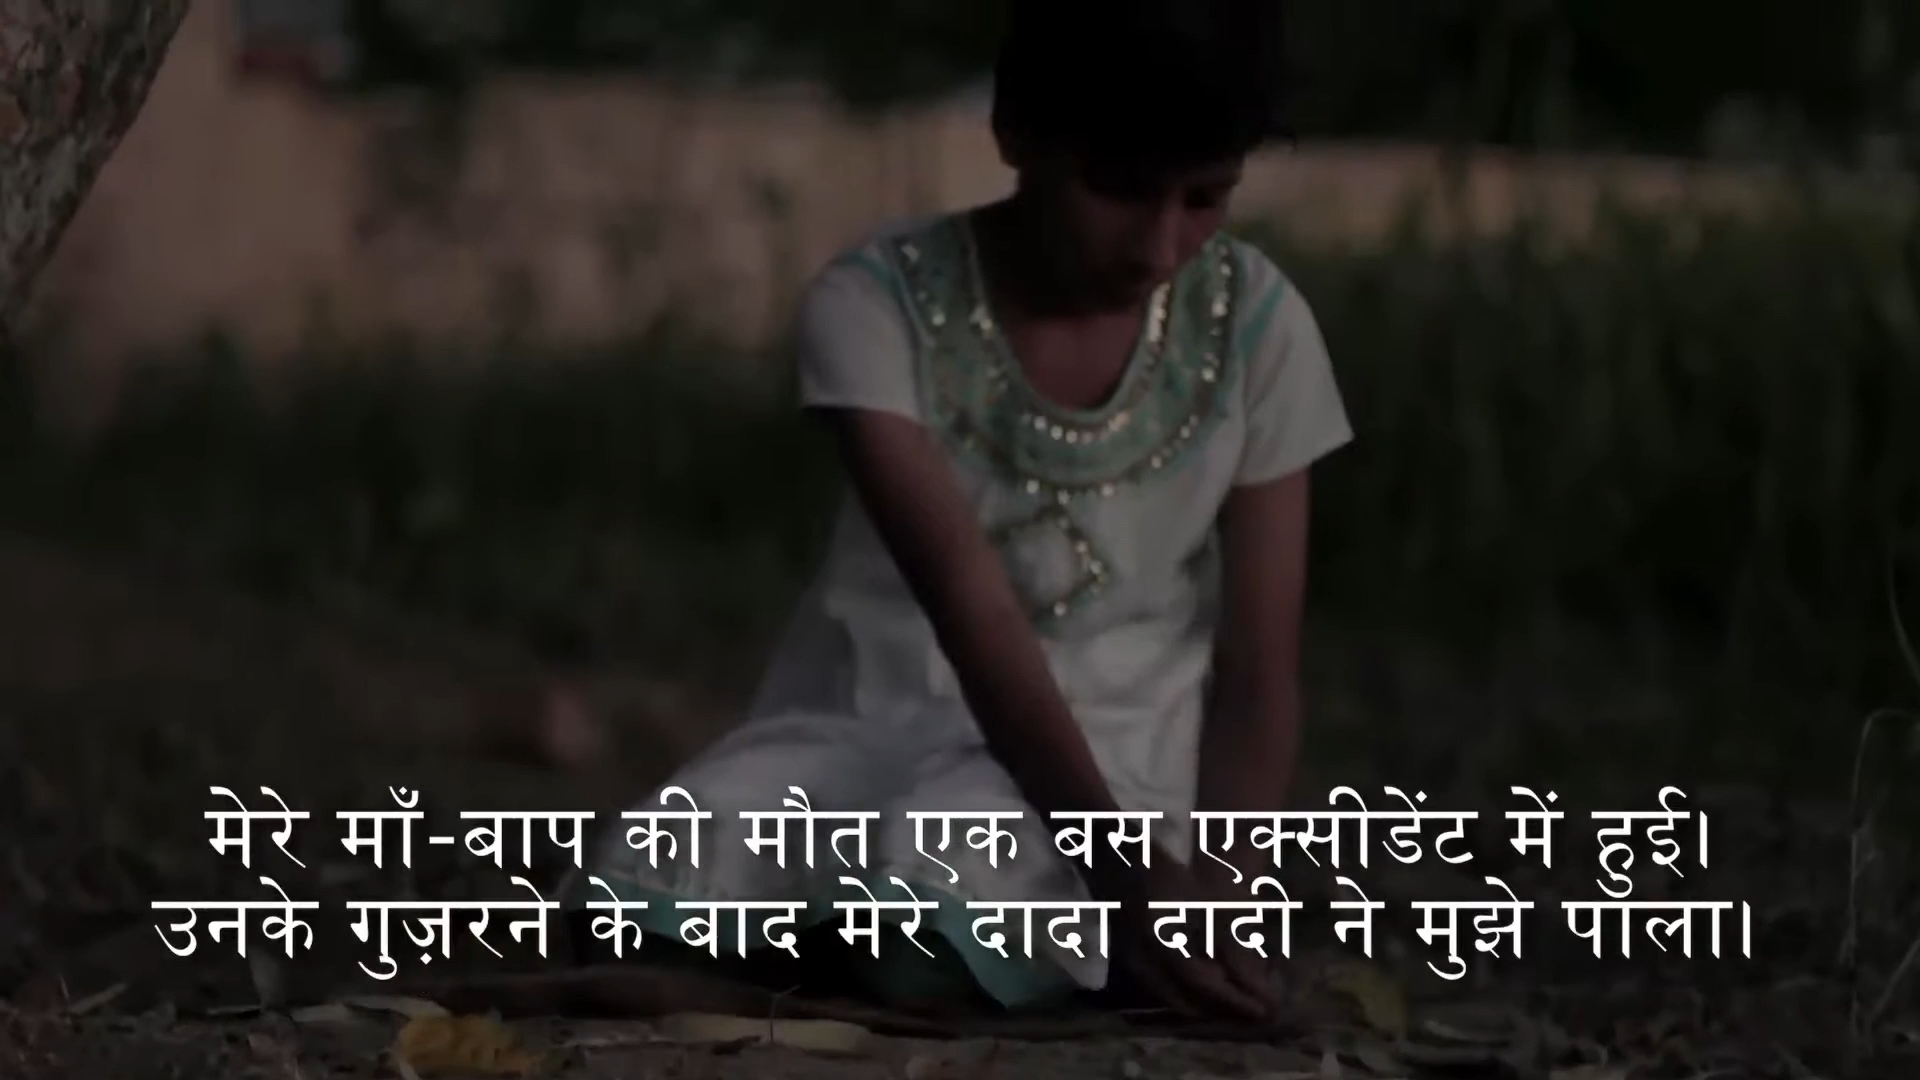 मेरे माँ-बाप की मौत एक बस एक्सीडेंट में हुई।
उनके गुज़रने के बाद मेरे दादा दादी ने मुझे पाला।